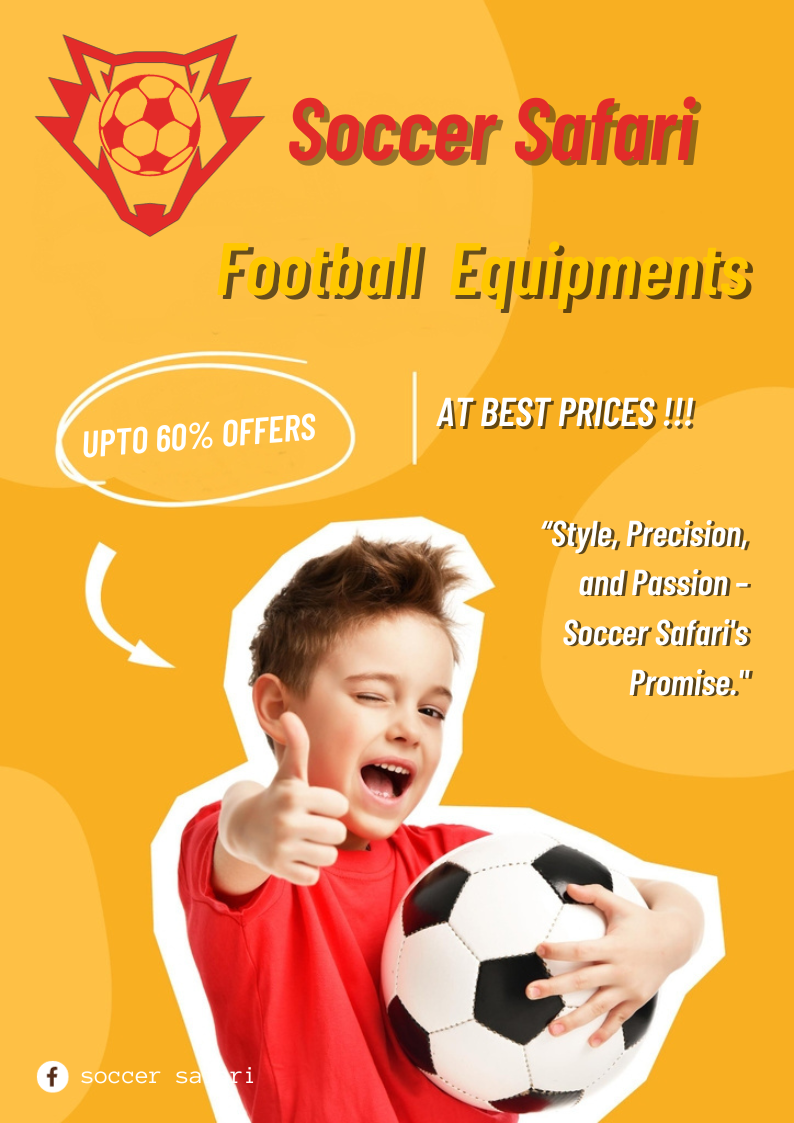 Soccer Safari
Football Equipments
UPTO 60% OFFERS
AT BEST PRICES !!!
“Style, Precision,
and Passion –
Soccer Safari's
Promise."
soccer safari